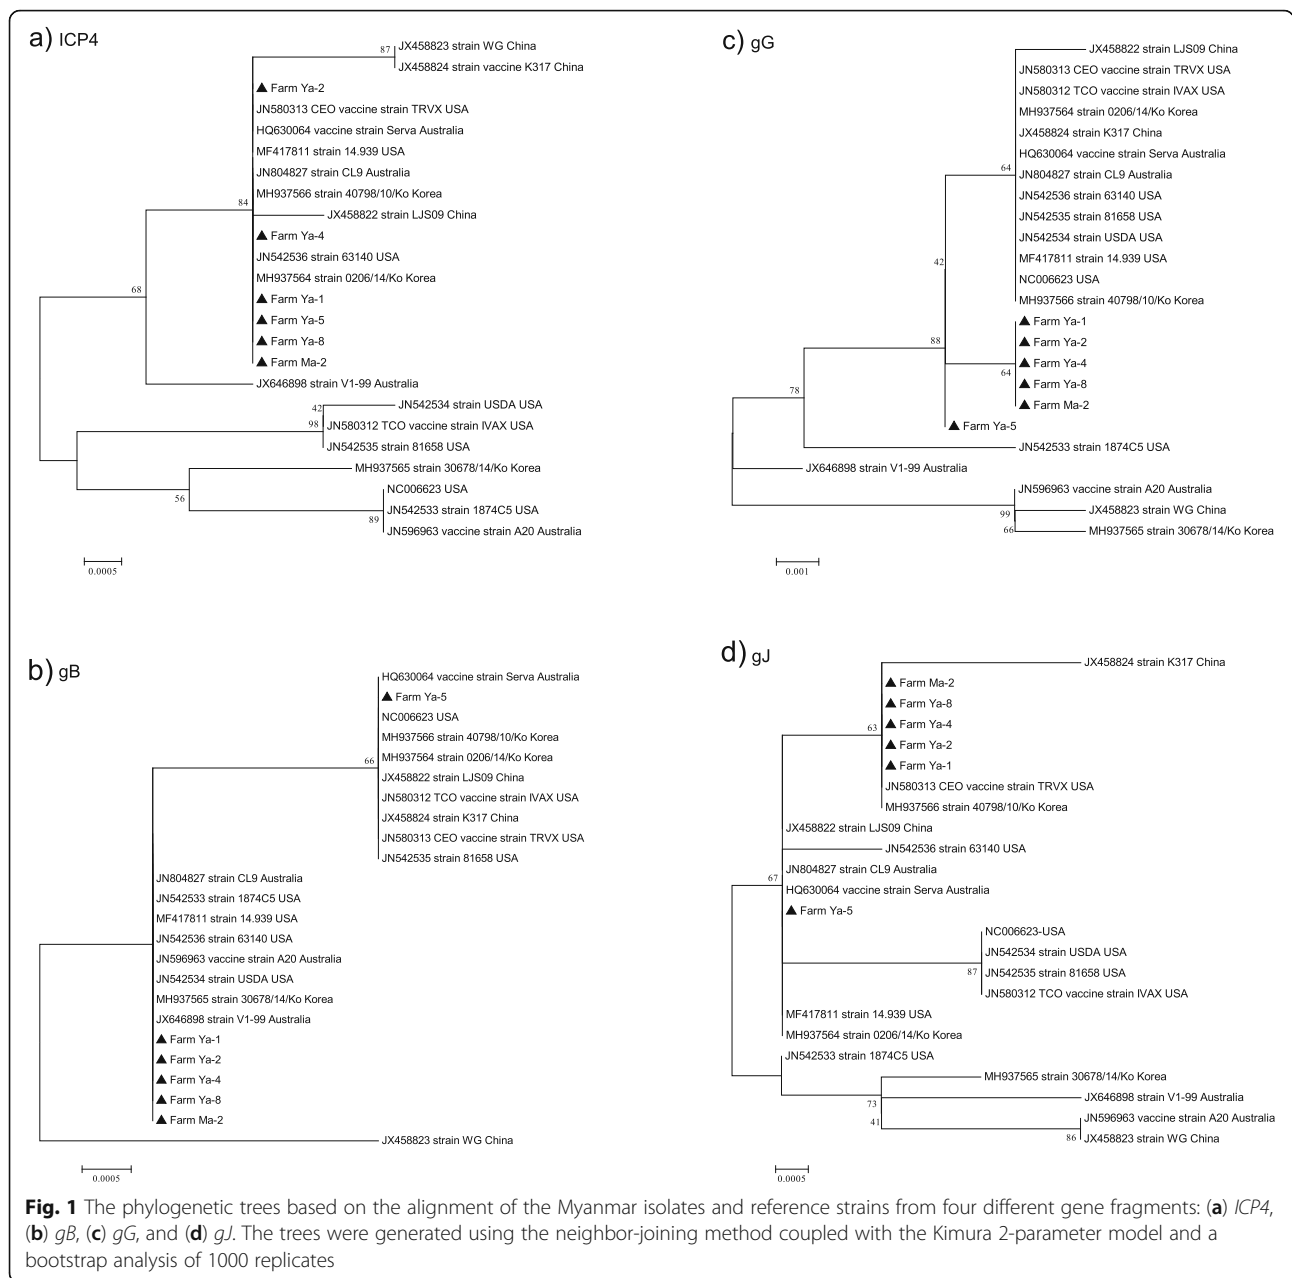 a) ICP4
87
JX458823 strain WG China
JX458824 strain vaccine K317 China
▲ Farm Ya-2
JN580313 CEO vaccine strain TRVX USA
HQ630064 vaccine strain Serva Australia
MF417811 strain 14.939 USA
JN804827 strain CL9 Australia
MH937566 strain 40798/10/Ko Korea
84
JX458822 strain LJS09 China
▲ Farm Ya-4
JN542536 strain 63140 USA
MH937564 strain 0206/14/Ko Korea
68
▲ Farm Ya-1
▲ Farm Ya-5
▲ Farm Ya-8
▲ Farm Ma-2
JX646898 strain V1-99 Australia
42
JN542534 strain USDA USA
98
JN580312 TCO vaccine strain IVAX USA
JN542535 strain 81658 USA
MH937565 strain 30678/14/Ko Korea
56
NC006623 USA
JN542533 strain 1874C5 USA
89
JN596963 vaccine strain A20 Australia
0.0005
c) gG
JX458822 strain LJS09 China
JN580313 CEO vaccine strain TRVX USA
JN580312 TCO vaccine strain IVAX USA
MH937564 strain 0206/14/Ko Korea
JX458824 strain K317 China
HQ630064 vaccine strain Serva Australia
64
JN804827 strain CL9 Australia
JN542536 strain 63140 USA
JN542535 strain 81658 USA
JN542534 strain USDA USA
MF417811 strain 14.939 USA
42
NC006623 USA
MH937566 strain 40798/10/Ko Korea
▲ Farm Ya-1
88
▲ Farm Ya-2
▲ Farm Ya-4
64
▲ Farm Ya-8
78
▲ Farm Ma-2
▲ Farm Ya-5
JN542533 strain 1874C5 USA
JX646898 strain V1-99 Australia
JN596963 vaccine strain A20 Australia
99
JX458823 strain WG China
66
MH937565 strain 30678/14/Ko Korea
0.001
b) gB
HQ630064 vaccine strain Serva Australia
▲ Farm Ya-5
NC006623 USA
MH937566 strain 40798/10/Ko Korea
66
MH937564 strain 0206/14/Ko Korea
JX458822 strain LJS09 China
JN580312 TCO vaccine strain IVAX USA
JX458824 strain K317 China
JN580313 CEO vaccine strain TRVX USA
JN542535 strain 81658 USA
JN804827 strain CL9 Australia
JN542533 strain 1874C5 USA
MF417811 strain 14.939 USA
JN542536 strain 63140 USA
JN596963 vaccine strain A20 Australia
JN542534 strain USDA USA
MH937565 strain 30678/14/Ko Korea
JX646898 strain V1-99 Australia
▲ Farm Ya-1
▲ Farm Ya-2
▲ Farm Ya-4
▲ Farm Ya-8
▲ Farm Ma-2
JX458823 strain WG China
0.0005
d) gJ
JX458824 strain K317 China
▲ Farm Ma-2
▲ Farm Ya-8
63
▲ Farm Ya-4
▲ Farm Ya-2
▲ Farm Ya-1
JN580313 CEO vaccine strain TRVX USA
MH937566 strain 40798/10/Ko Korea
JX458822 strain LJS09 China
JN542536 strain 63140 USA
JN804827 strain CL9 Australia
67
HQ630064 vaccine strain Serva Australia
▲ Farm Ya-5
NC006623-USA
JN542534 strain USDA USA
87
JN542535 strain 81658 USA
JN580312 TCO vaccine strain IVAX USA
MF417811 strain 14.939 USA
MH937564 strain 0206/14/Ko Korea
JN542533 strain 1874C5 USA
MH937565 strain 30678/14/Ko Korea
73
JX646898 strain V1-99 Australia
41
JN596963 vaccine strain A20 Australia
86
JX458823 strain WG China
0.0005
Fig. 1 The phylogenetic trees based on the alignment of the Myanmar isolates and reference strains from four different gene fragments: (a) ICP4,
(b) gB, (c) gG, and (d) gJ. The trees were generated using the neighbor-joining method coupled with the Kimura 2-parameter model and a
bootstrap analysis of 1000 replicates